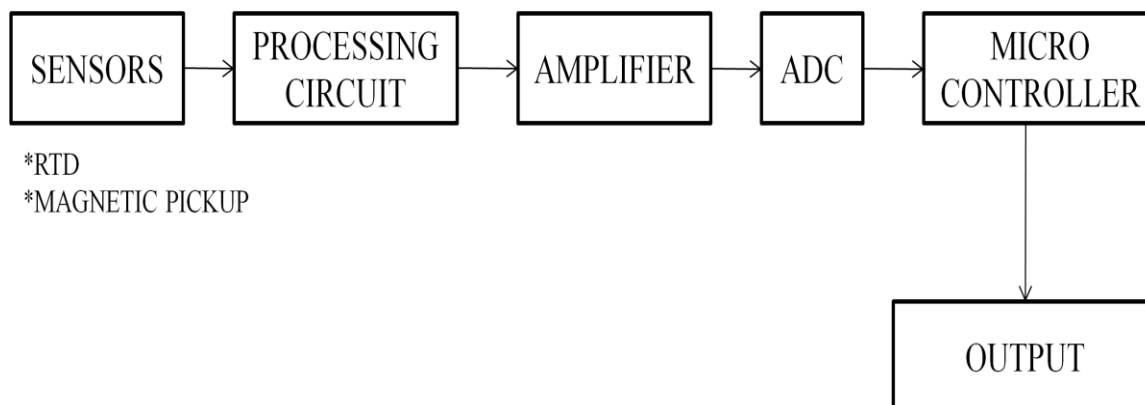 SENSORS
PROCESSING
CIRCUIT
AMPLIFIER
ADC
MICRO
CONTROLLER
*RTD
*MAGNETIC PICKUP
OUTPUT